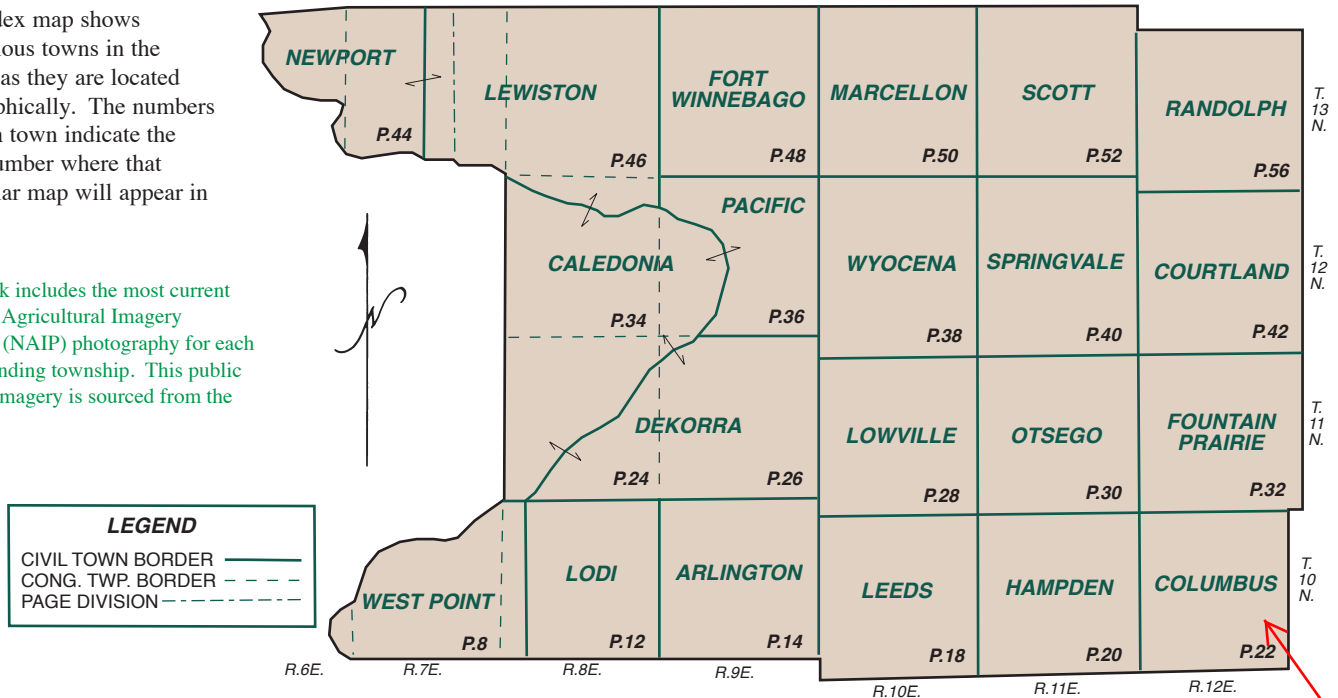 dex map shows
ious towns in the
as they are located
phically. The numbers
n town indicate the
umber where that
lar map will appear in
k includes the most current
Agricultural Imagery
(NAIP) photography for each
nding township. This public
magery is sourced from the
LEGEND
CIVIL TOWN BORDER
CONG. TWP. BORDER
PAGE DIVISION
N
NEWPORT
P.44
LEWISTON
P.46
FORT
WINNEBAGO
P.48
MARCELLON
P.50
SCOTT
P.52
RANDOLPH
P.56
T.
13
N.
CALEDONIA
P.34
PACIFIC
P.36
WYOCENA
P.38
SPRINGVALE
P.40
COURTLAND
P.42
T.
12
N.
DEKORRA
P.24
P.26
LOWVILLE
P.28
OTSEGO
P.30
FOUNTAIN
PRAIRIE
P.32
T.
11
N.
WEST POINT
P.8
LODI
P.12
ARLINGTON
P.14
LEEDS
P.18
HAMPDEN
P.20
COLUMBUS
P.22
T.
10
N.
R.6E.
R.7E.
R.8E.
R.9E.
R.10E.
R.11E.
R.12E.